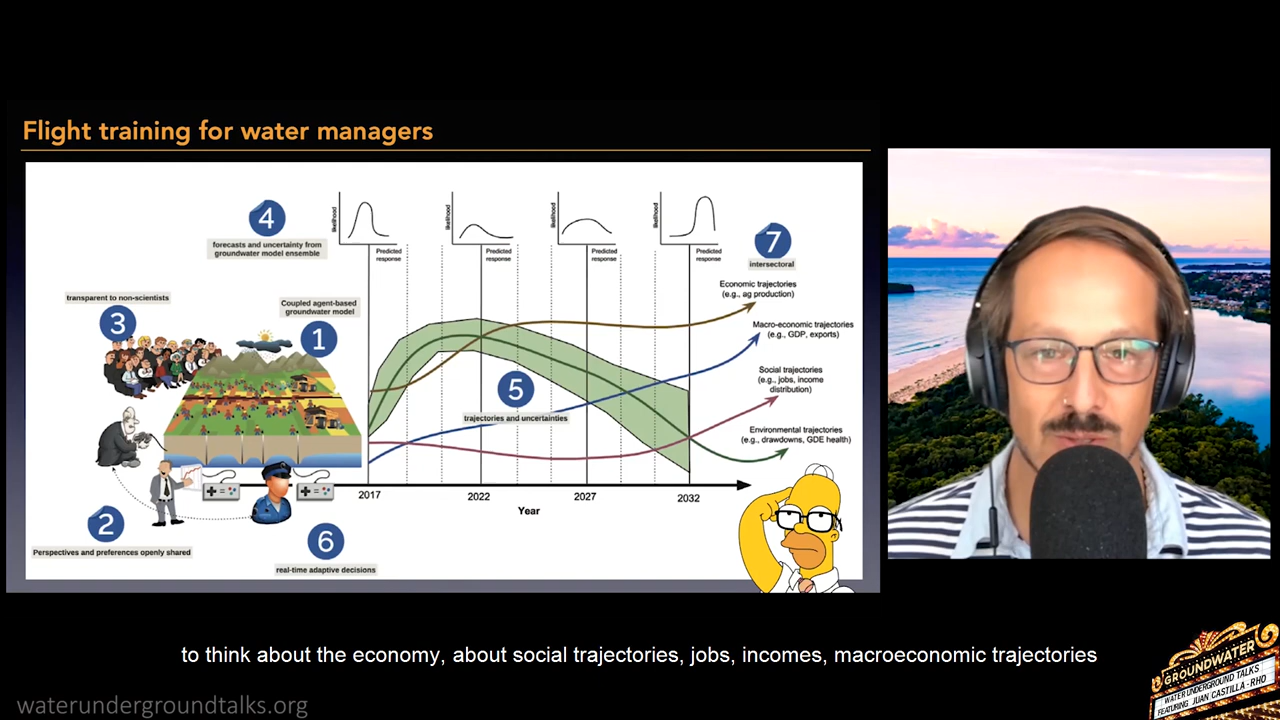 Flight training for water managers
4
forecasts and uncertainty from
groundwater model ensemble
likelihood
Predicted
response
likelihood
Predicted
response
likelihood
Predicted
response
likelihood
Predicted
response
7
intersectoral
transparent to non-scientists
3
Coupled agent-based
groundwater model
1
Economic trajectories
(e.g., ag production)
Macro-economic trajectories
(e.g., GDP, exports)
Social trajectories
(e.g., jobs, income
distribution)
Environmental trajectories
(e.g., drawdowns, GDE health)
5
trajectories and uncertainties
2017
2022
2027
2032
Year
2
Perspectives and preferences openly shared
6
real-time adaptive decisions
to think about the economy, about social trajectories, jobs, incomes, macroeconomic trajectories
waterundergroundtalks.org
GROUNDWATER
WATER UNDERGROUND TALKS
FEATURING JUAN CASTILLA-RHO